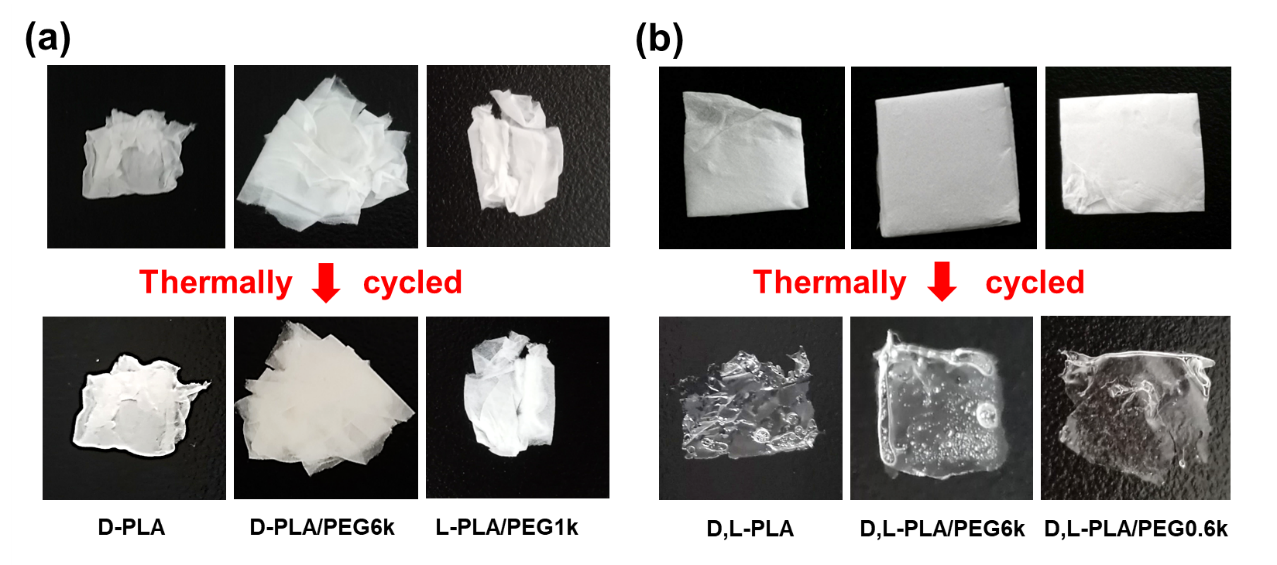 (a)
Thermally cycled
D-PLA D-PLA/PEG6k L-PLA/PEG1k
(b)
Thermally cycled
D,L-PLA D,L-PLA/PEG6k D,L-PLA/PEG0.6k